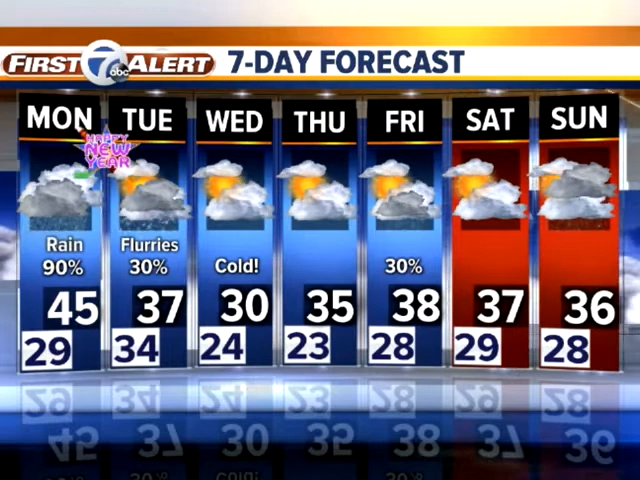 FIRST 7 abc ALERT 7-DAY FORECAST
MON TUE WED THU FRI SAT SUN
HAPPY
NEW
YEAR
Rain Flurries
90% 30% Cold! 30%
45 37 30 35 38 37 36
29 34 24 23 28 29 28